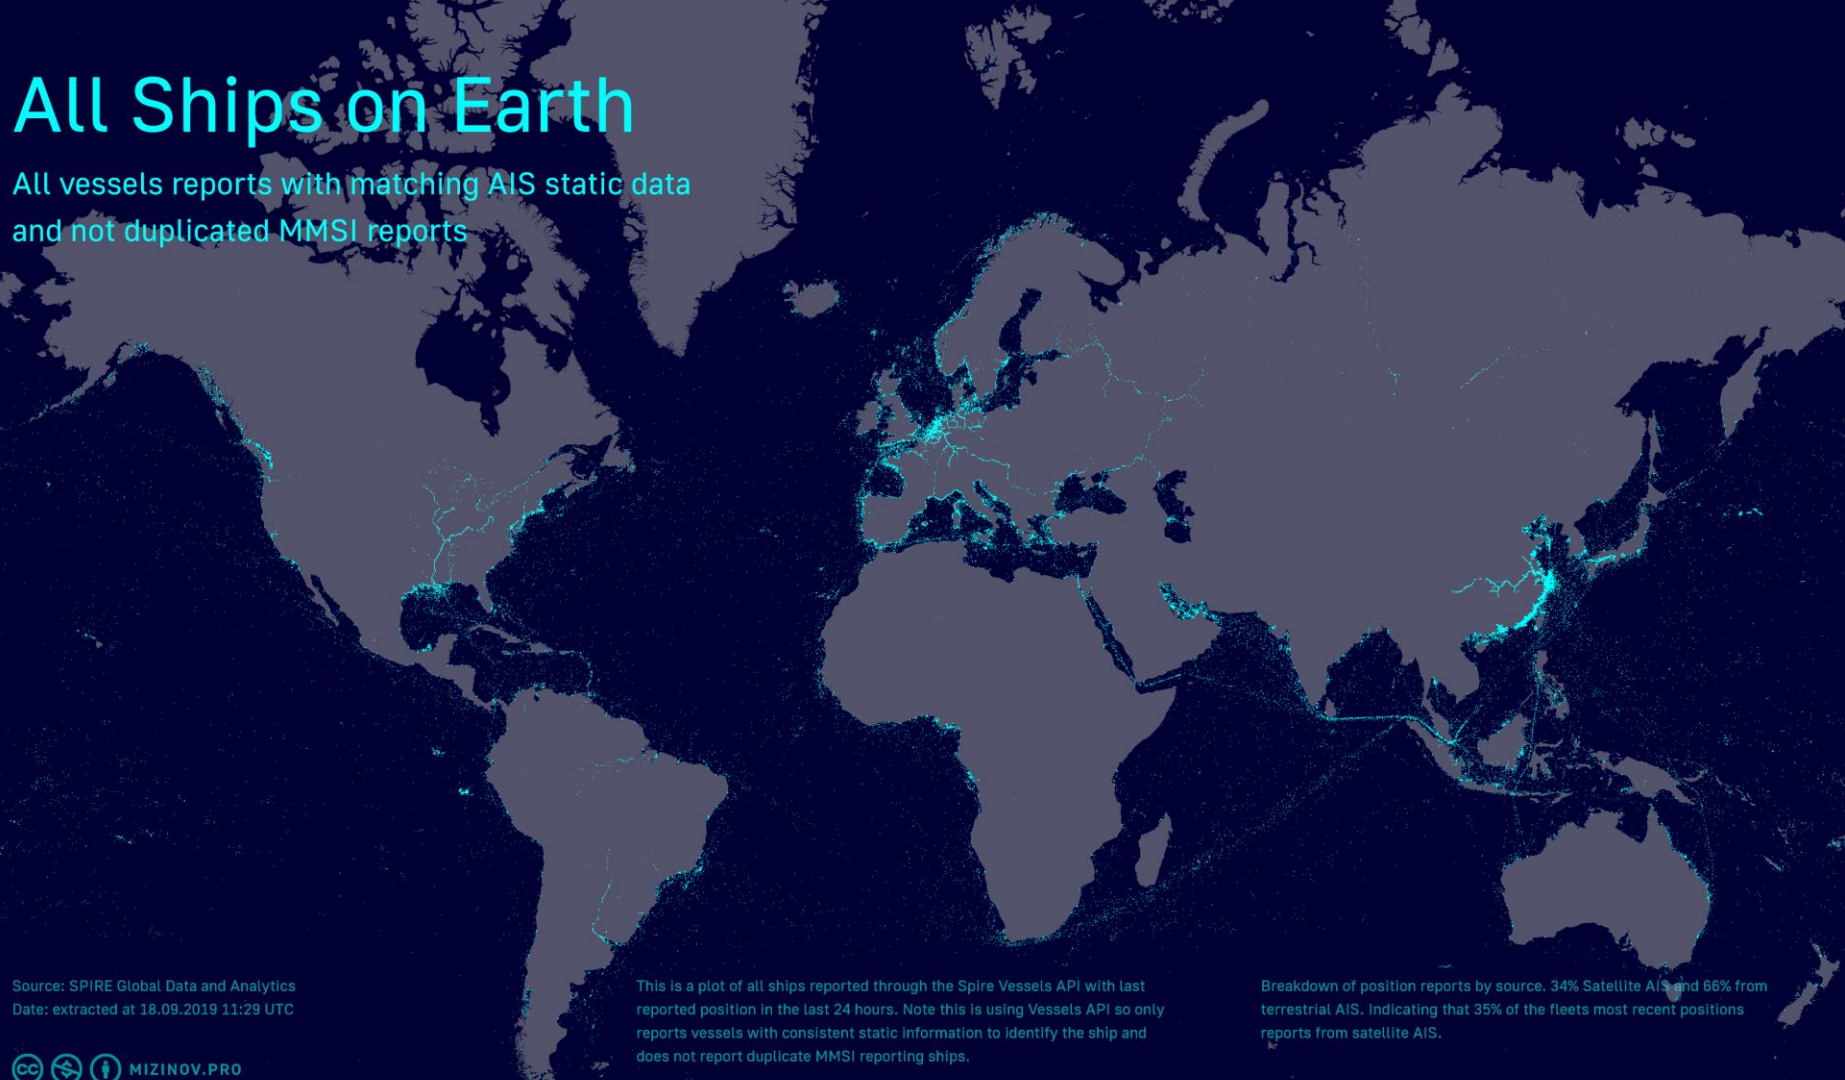 All Ships on Earth
All vessels reports with matching AIS static data
and not duplicated MMSI reports
Source: SPIRE Global Data and Analytics
Date: extracted at 18.09.2019 11:29 UTC
CC $ MIZINOV.PRO
This is a plot of all ships reported through the Spire Vessels API with last
reported position in the last 24 hours. Note this is using Vessels API so only
reports vessels with consistent static information to identify the ship and
does not report duplicate MMSI reporting ships.
Breakdown of position reports by source. 34% Satellite AIS and 66% from
terrestrial AIS. Indicating that 35% of the fleets most recent positions
reports from satellite AIS.